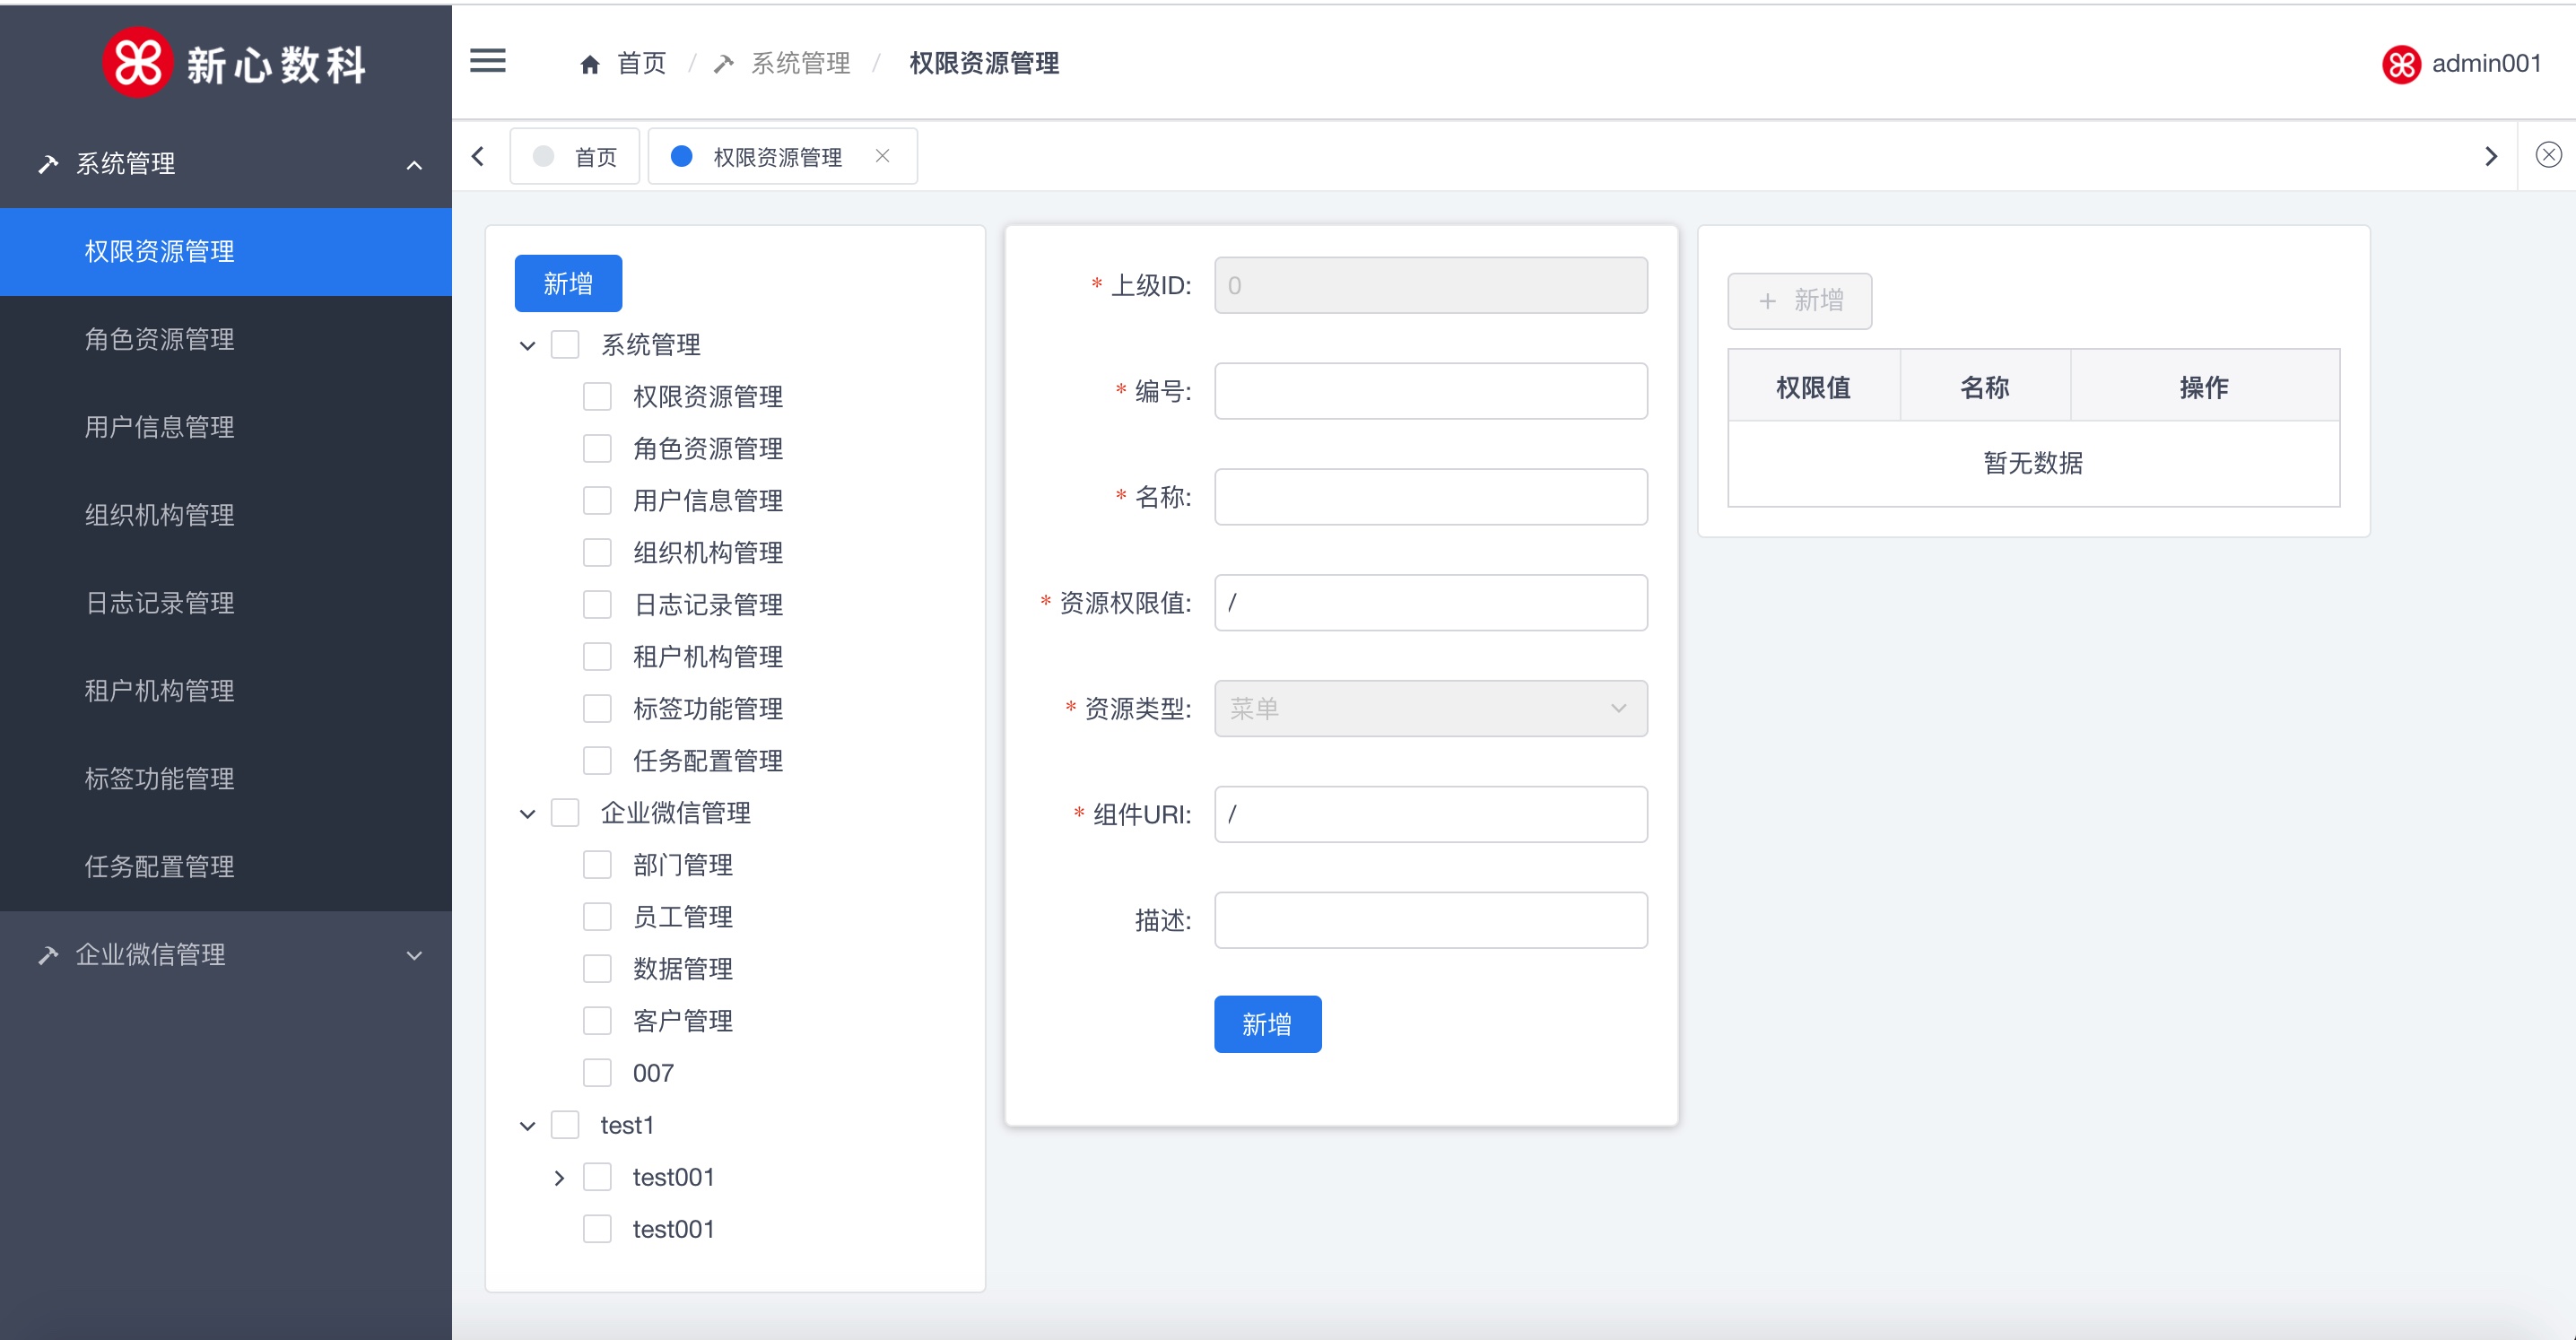 新心数科
首页 / 系统管理 / 权限资源管理
admin001
首页
权限资源管理
系统管理
权限资源管理
角色资源管理
用户信息管理
组织机构管理
日志记录管理
租户机构管理
标签功能管理
任务配置管理
企业微信管理
新增
系统管理
权限资源管理
角色资源管理
用户信息管理
组织机构管理
日志记录管理
租户机构管理
标签功能管理
任务配置管理
企业微信管理
部门管理
员工管理
数据管理
客户管理
007
test1
test001
test001
* 上级ID: 0
* 编号:
* 名称:
* 资源权限值: /
* 资源类型: 菜单
* 组件URI: /
描述:
新增
+ 新增
权限值 名称 操作
暂无数据